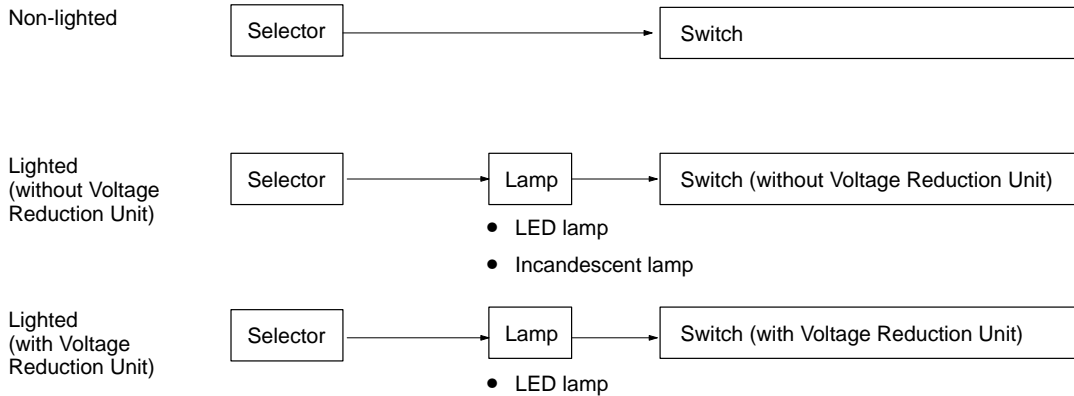 Non-lighted
Selector
Switch
Lighted
(without Voltage
Reduction Unit)
Selector
Lamp
Switch (without Voltage Reduction Unit)
• LED lamp
• Incandescent lamp
Lighted
(with Voltage
Reduction Unit)
Selector
Lamp
Switch (with Voltage Reduction Unit)
• LED lamp